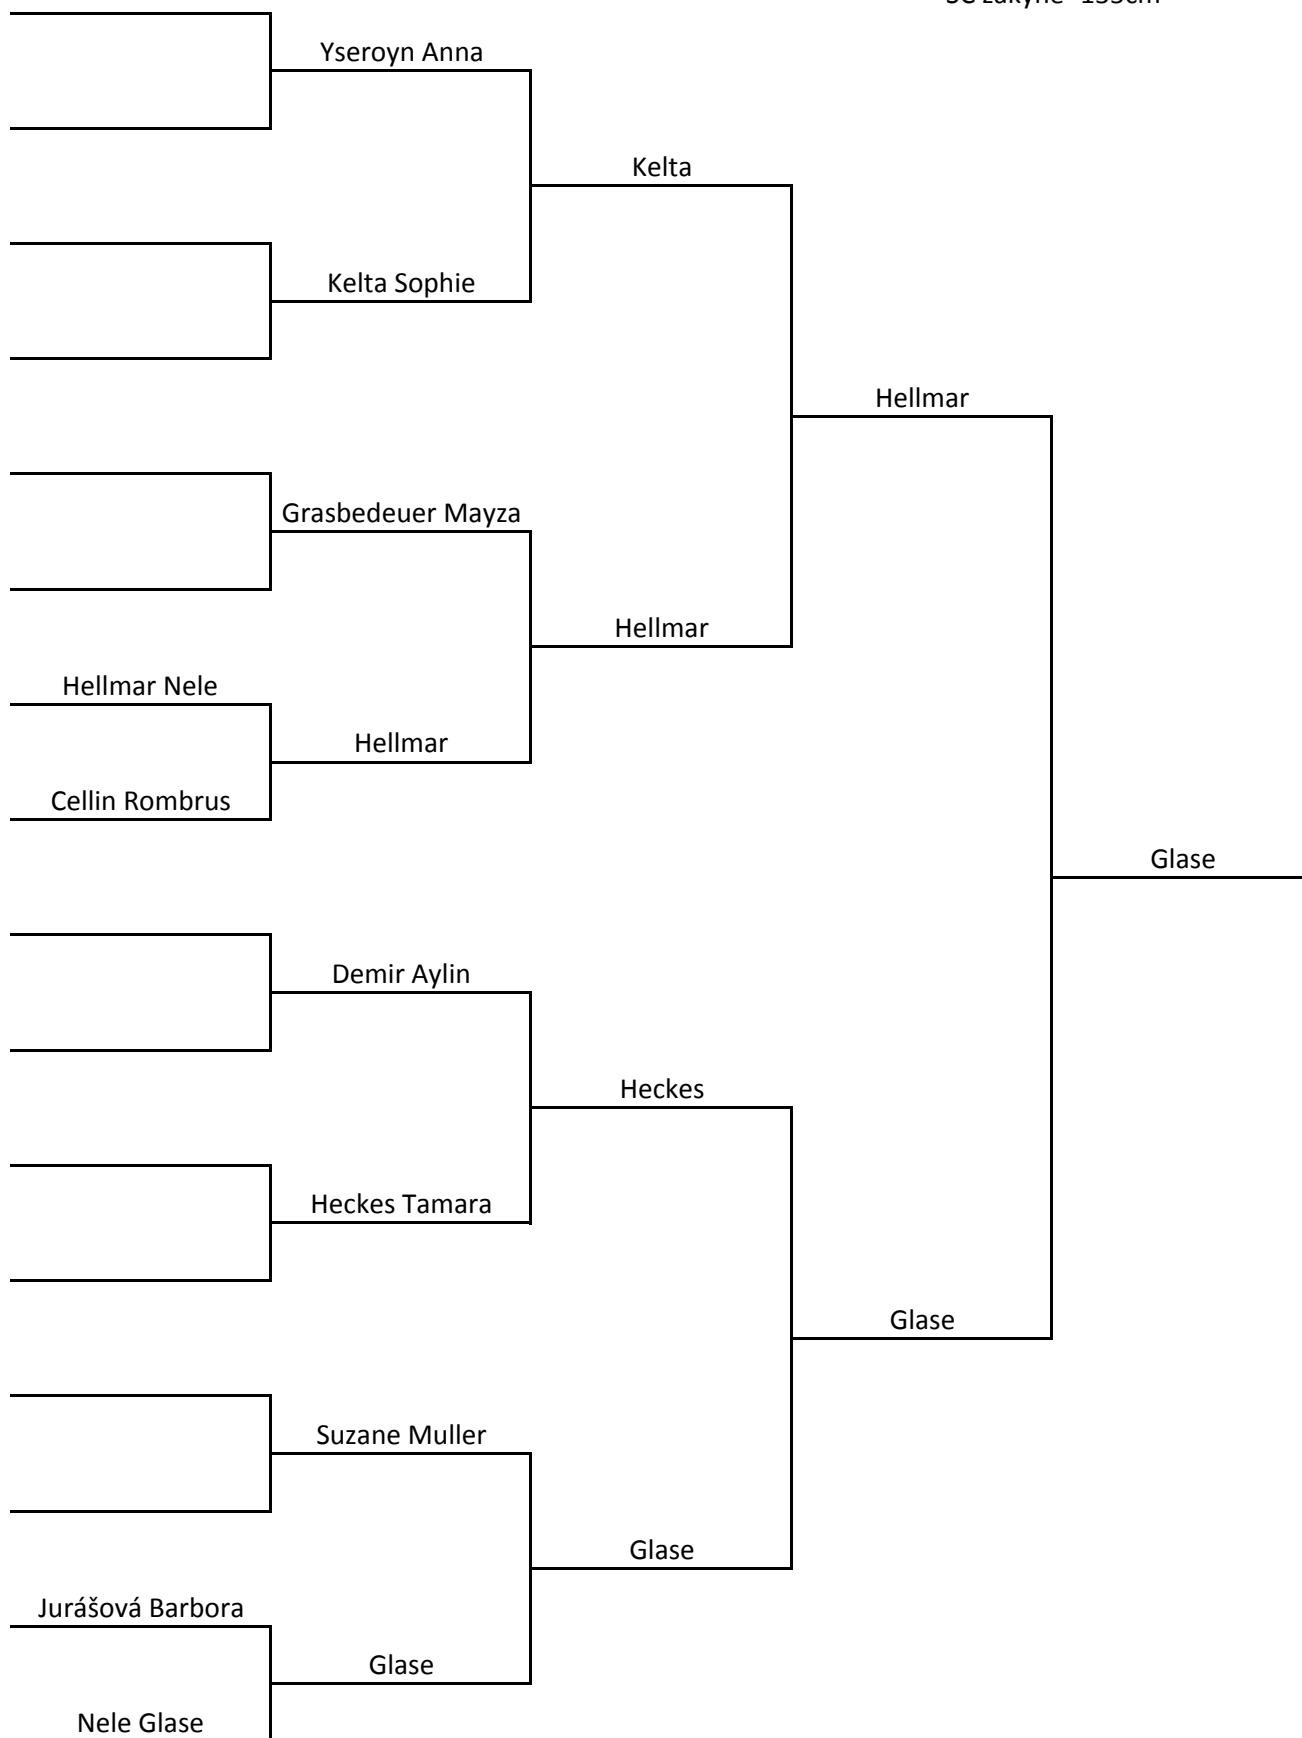 Yseroyn Anna
Kelta
Kelta Sophie
Hellmar
Grasbedeuer Mayza
Hellmar
Hellmar Nele
Hellmar
Cellin Rombrus
Glase
Demir Aylin
Heckes
Heckes Tamara
Glase
Suzane Muller
Glase
Jurášová Barbora
Glase
Nele Glase